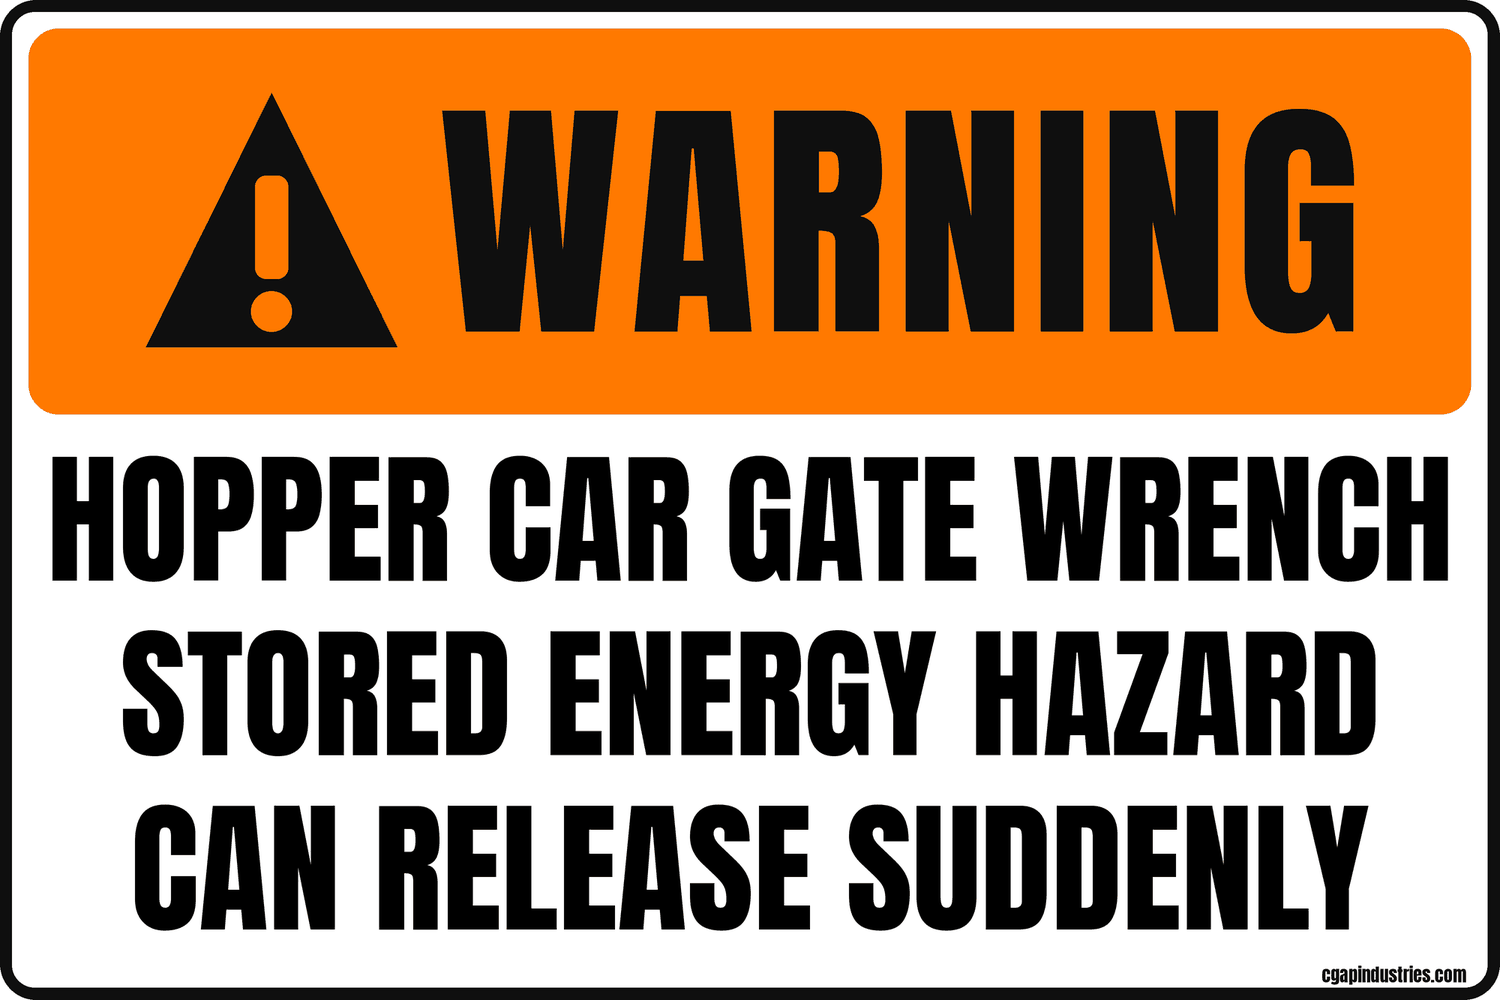 WARNING
HOPPER CAR GATE WRENCH
STORED ENERGY HAZARD
CAN RELEASE SUDDENLY
cgapindustries.com